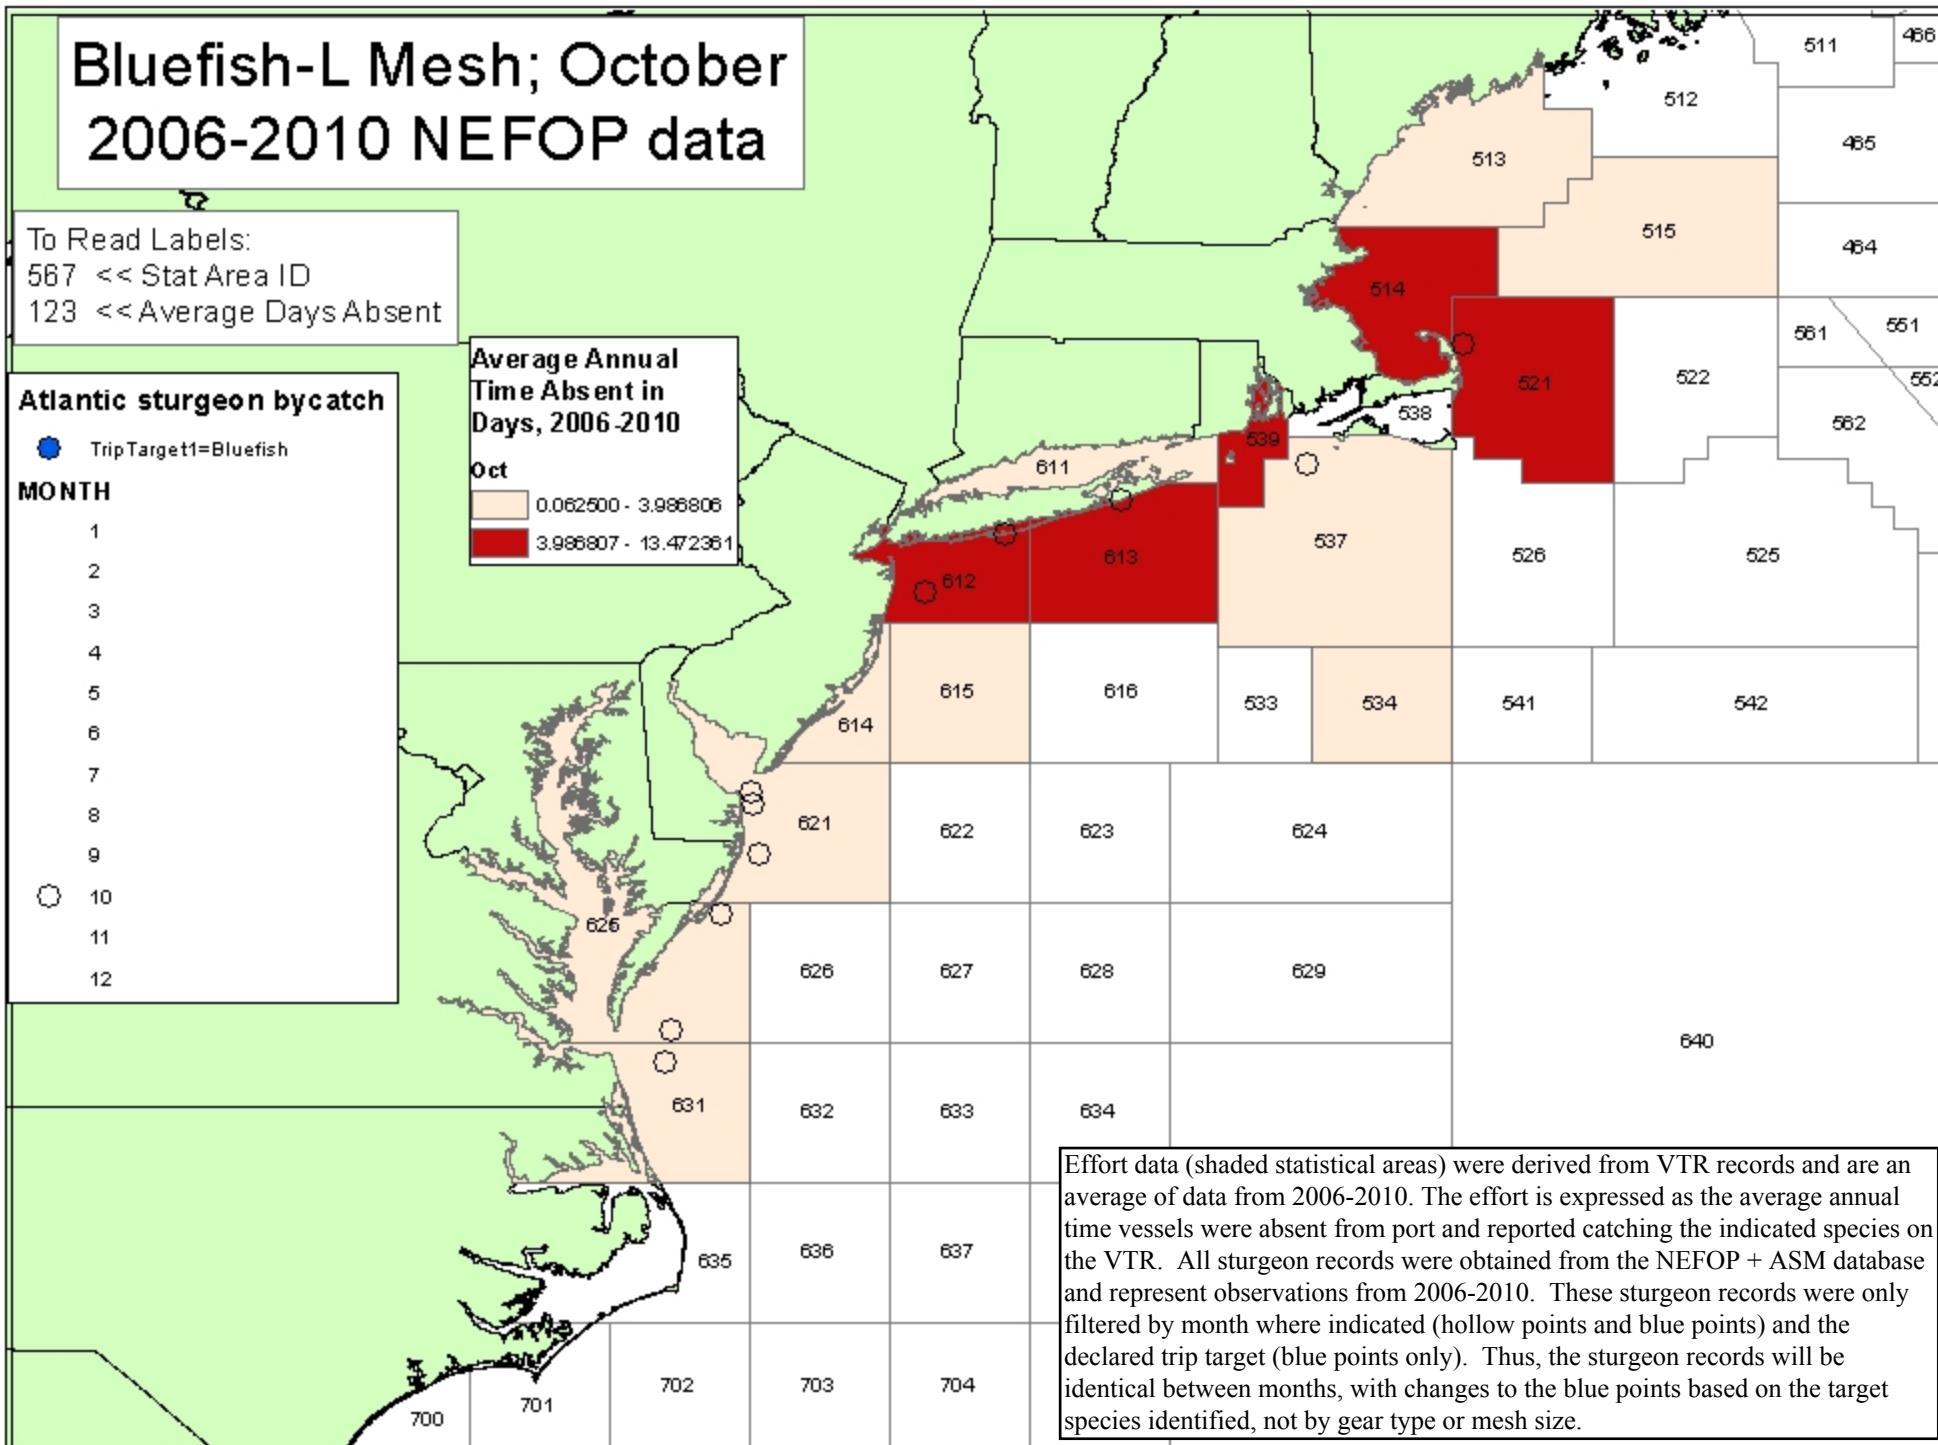 Bluefish-L Mesh; October
2006-2010 NEFOP data
To Read Labels:
567 << Stat Area ID
123 << Average Days Absent
Atlantic sturgeon bycatch
TripTarget1=Bluefish
MONTH
1
2
3
4
5
6
7
8
9
10
11
12
Average Annual
Time Absent in
Days, 2006-2010
Oct
0.062500 - 3.986806
3.986807 - 13.472361
511
466
512
465
513
515
464
514
561
551
521
522
552
538
562
539
611
537
526
525
613
612
615
616
533
534
541
542
614
621
622
623
624
625
626
627
628
629
640
631
632
633
634
635
636
637
700
701
702
703
704
Effort data (shaded statistical areas) were derived from VTR records and are an
average of data from 2006-2010. The effort is expressed as the average annual
time vessels were absent from port and reported catching the indicated species on
the VTR.  All sturgeon records were obtained from the NEFOP + ASM database
and represent observations from 2006-2010.  These sturgeon records were only
filtered by month where indicated (hollow points and blue points) and the
declared trip target (blue points only).  Thus, the sturgeon records will be
identical between months, with changes to the blue points based on the target
species identified, not by gear type or mesh size.